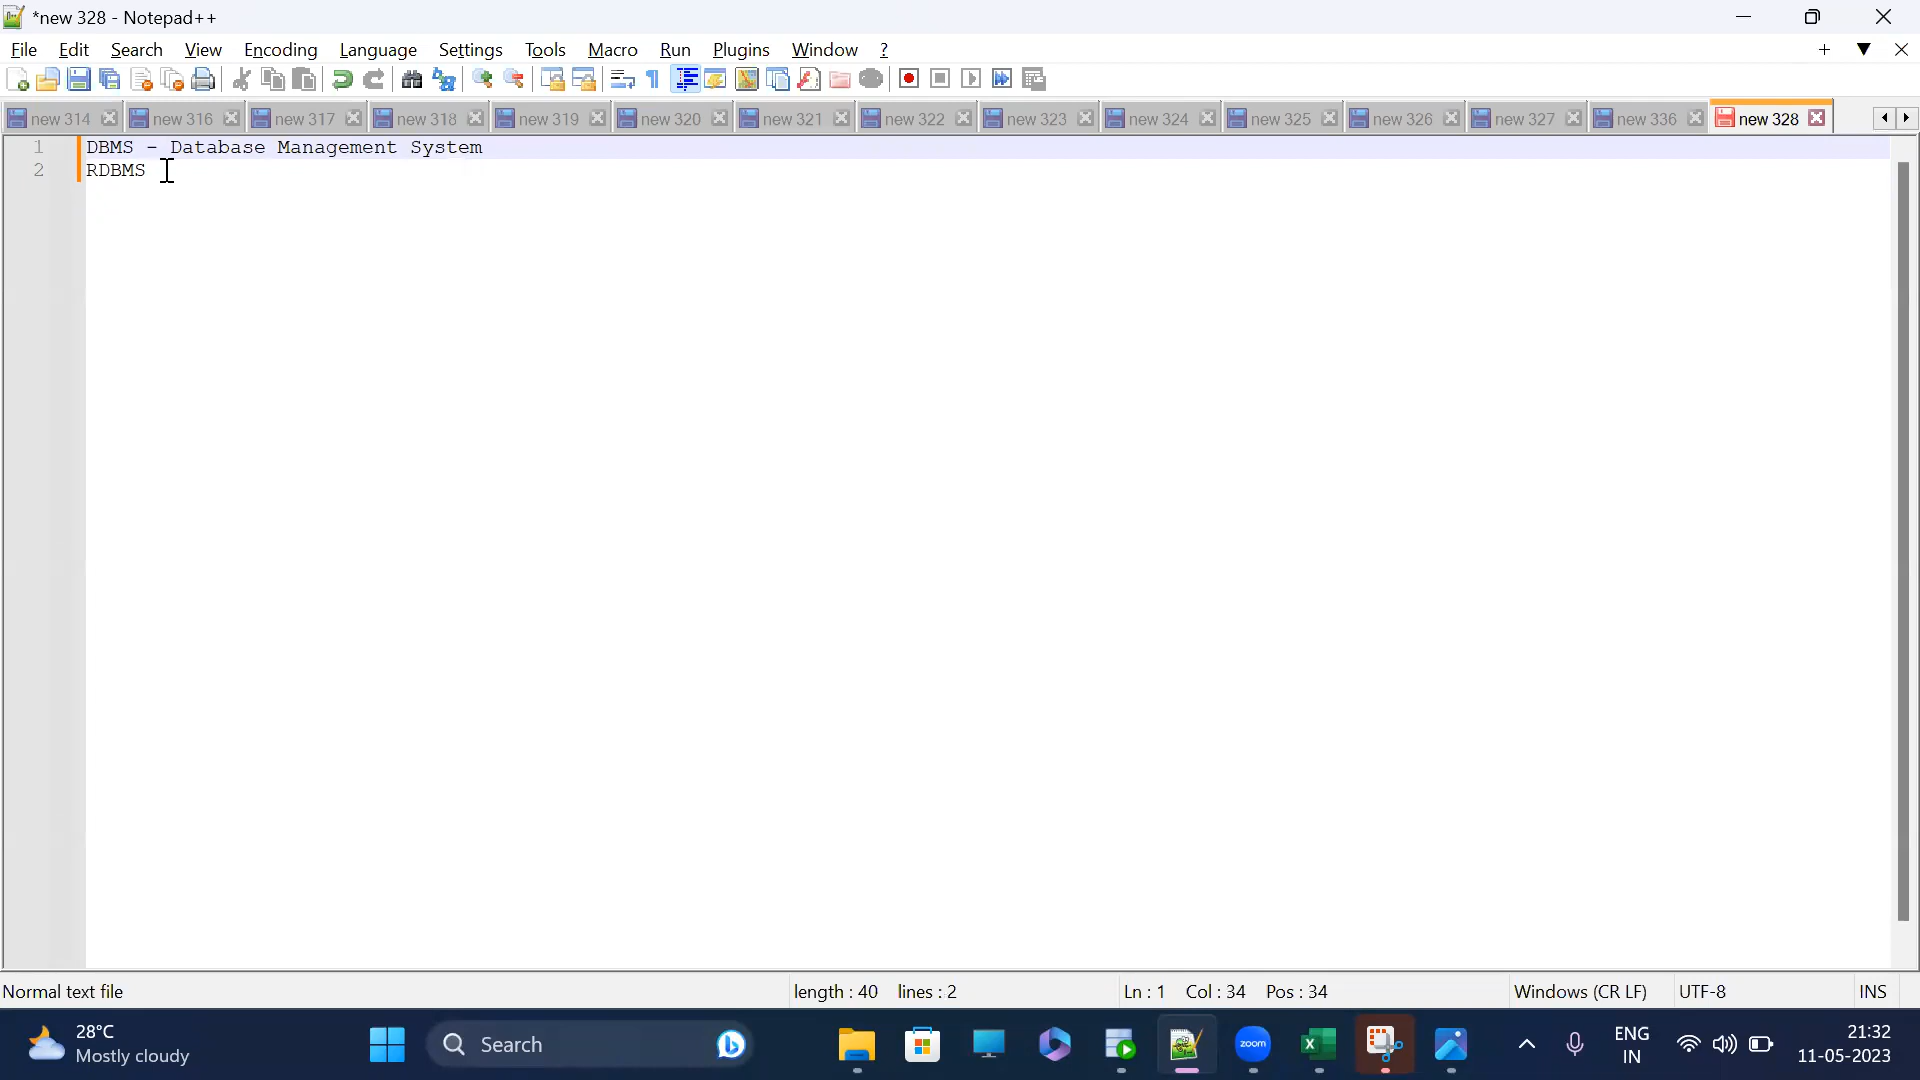 *new 328 - Notepad++
File Edit Search View Encoding Language Settings Tools Macro Run Plugins Window ?
new 314 new 316 new 317 new 318 new 319 new 320 new 321 new 322 new 323 new 324 new 325 new 326 new 327 new 336 new 328
1 DBMS - Database Management System
2 RDBMS
Normal text file length : 40 lines : 2 Ln : 1 Col : 34 Pos : 34 Windows (CR LF) UTF-8 INS
28°C
Mostly cloudy
Search
zoom
ENG
IN
21:32
11-05-2023